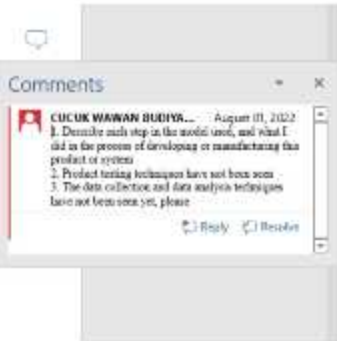 Comments
CUCUK WAWAN BUDIYA... August 01, 2022
1. Describe each step in the model used, and what I
did in the process of developing or manufacturing this
product or system
2. Product testing techniques have not been seen
3. The data collection and data analysis techniques
have not been seen yet, please
Reply Resolve